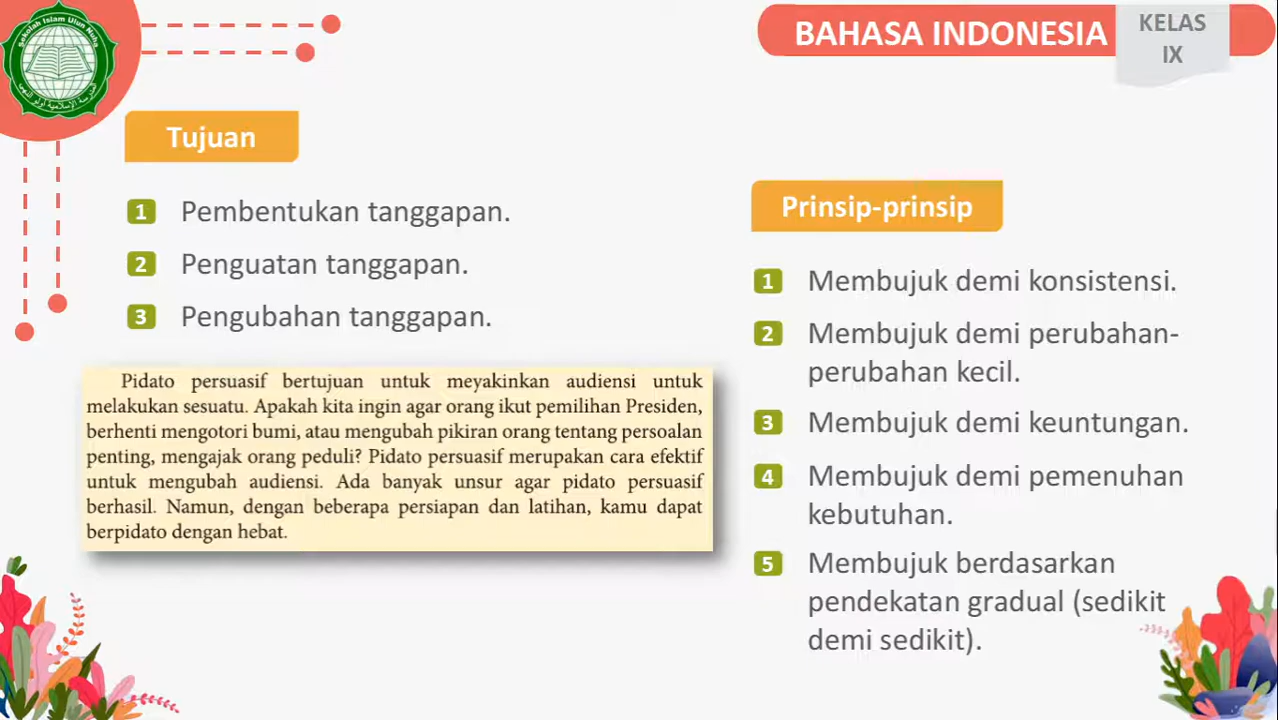 Sekolah Islam Ulun Nuha
BAHASA INDONESIA
KELAS
IX
Tujuan
1 Pembentukan tanggapan.
2 Penguatan tanggapan.
3 Pengubahan tanggapan.
Pidato persuasif bertujuan untuk meyakinkan audiensi untuk
melakukan sesuatu. Apakah kita ingin agar orang ikut pemilihan Presiden,
berhenti mengotori bumi, atau mengubah pikiran orang tentang persoalan
penting, mengajak orang peduli? Pidato persuasif merupakan cara efektif
untuk mengubah audiensi. Ada banyak unsur agar pidato persuasif
berhasil. Namun, dengan beberapa persiapan dan latihan, kamu dapat
berpidato dengan hebat.
Prinsip-prinsip
1 Membujuk demi konsistensi.
2 Membujuk demi perubahan-
perubahan kecil.
3 Membujuk demi keuntungan.
4 Membujuk demi pemenuhan
kebutuhan.
5 Membujuk berdasarkan
pendekatan gradual (sedikit
demi sedikit).